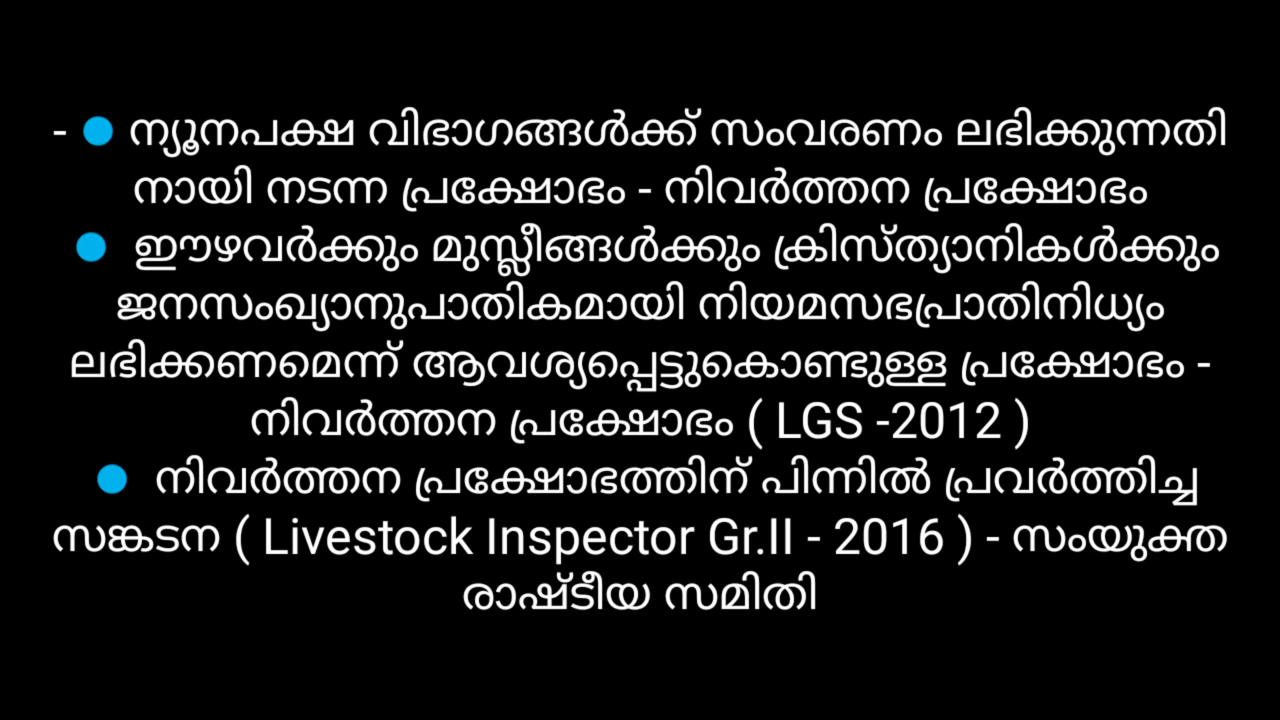 - ● ന്യൂനപക്ഷ വിഭാഗങ്ങൾക്ക് സംവരണം ലഭിക്കുന്നതി
നായി നടന്ന പ്രക്ഷോഭം - നിവർത്തന പ്രക്ഷോഭം
● ഈഴവർക്കും മുസ്ലീങ്ങൾക്കും ക്രിസ്ത്യാനികൾക്കും
ജനസംഖ്യാനുപാതികമായി നിയമസഭപ്രാതിനിധ്യം
ലഭിക്കണമെന്ന് ആവശ്യപ്പെട്ടുകൊണ്ടുള്ള പ്രക്ഷോഭം -
നിവർത്തന പ്രക്ഷോഭം ( LGS -2012 )
● നിവർത്തന പ്രക്ഷോഭത്തിന് പിന്നിൽ പ്രവർത്തിച്ച
സങ്കടന ( Livestock Inspector Gr.II - 2016 ) - സംയുക്ത
രാഷ്ടീയ സമിതി